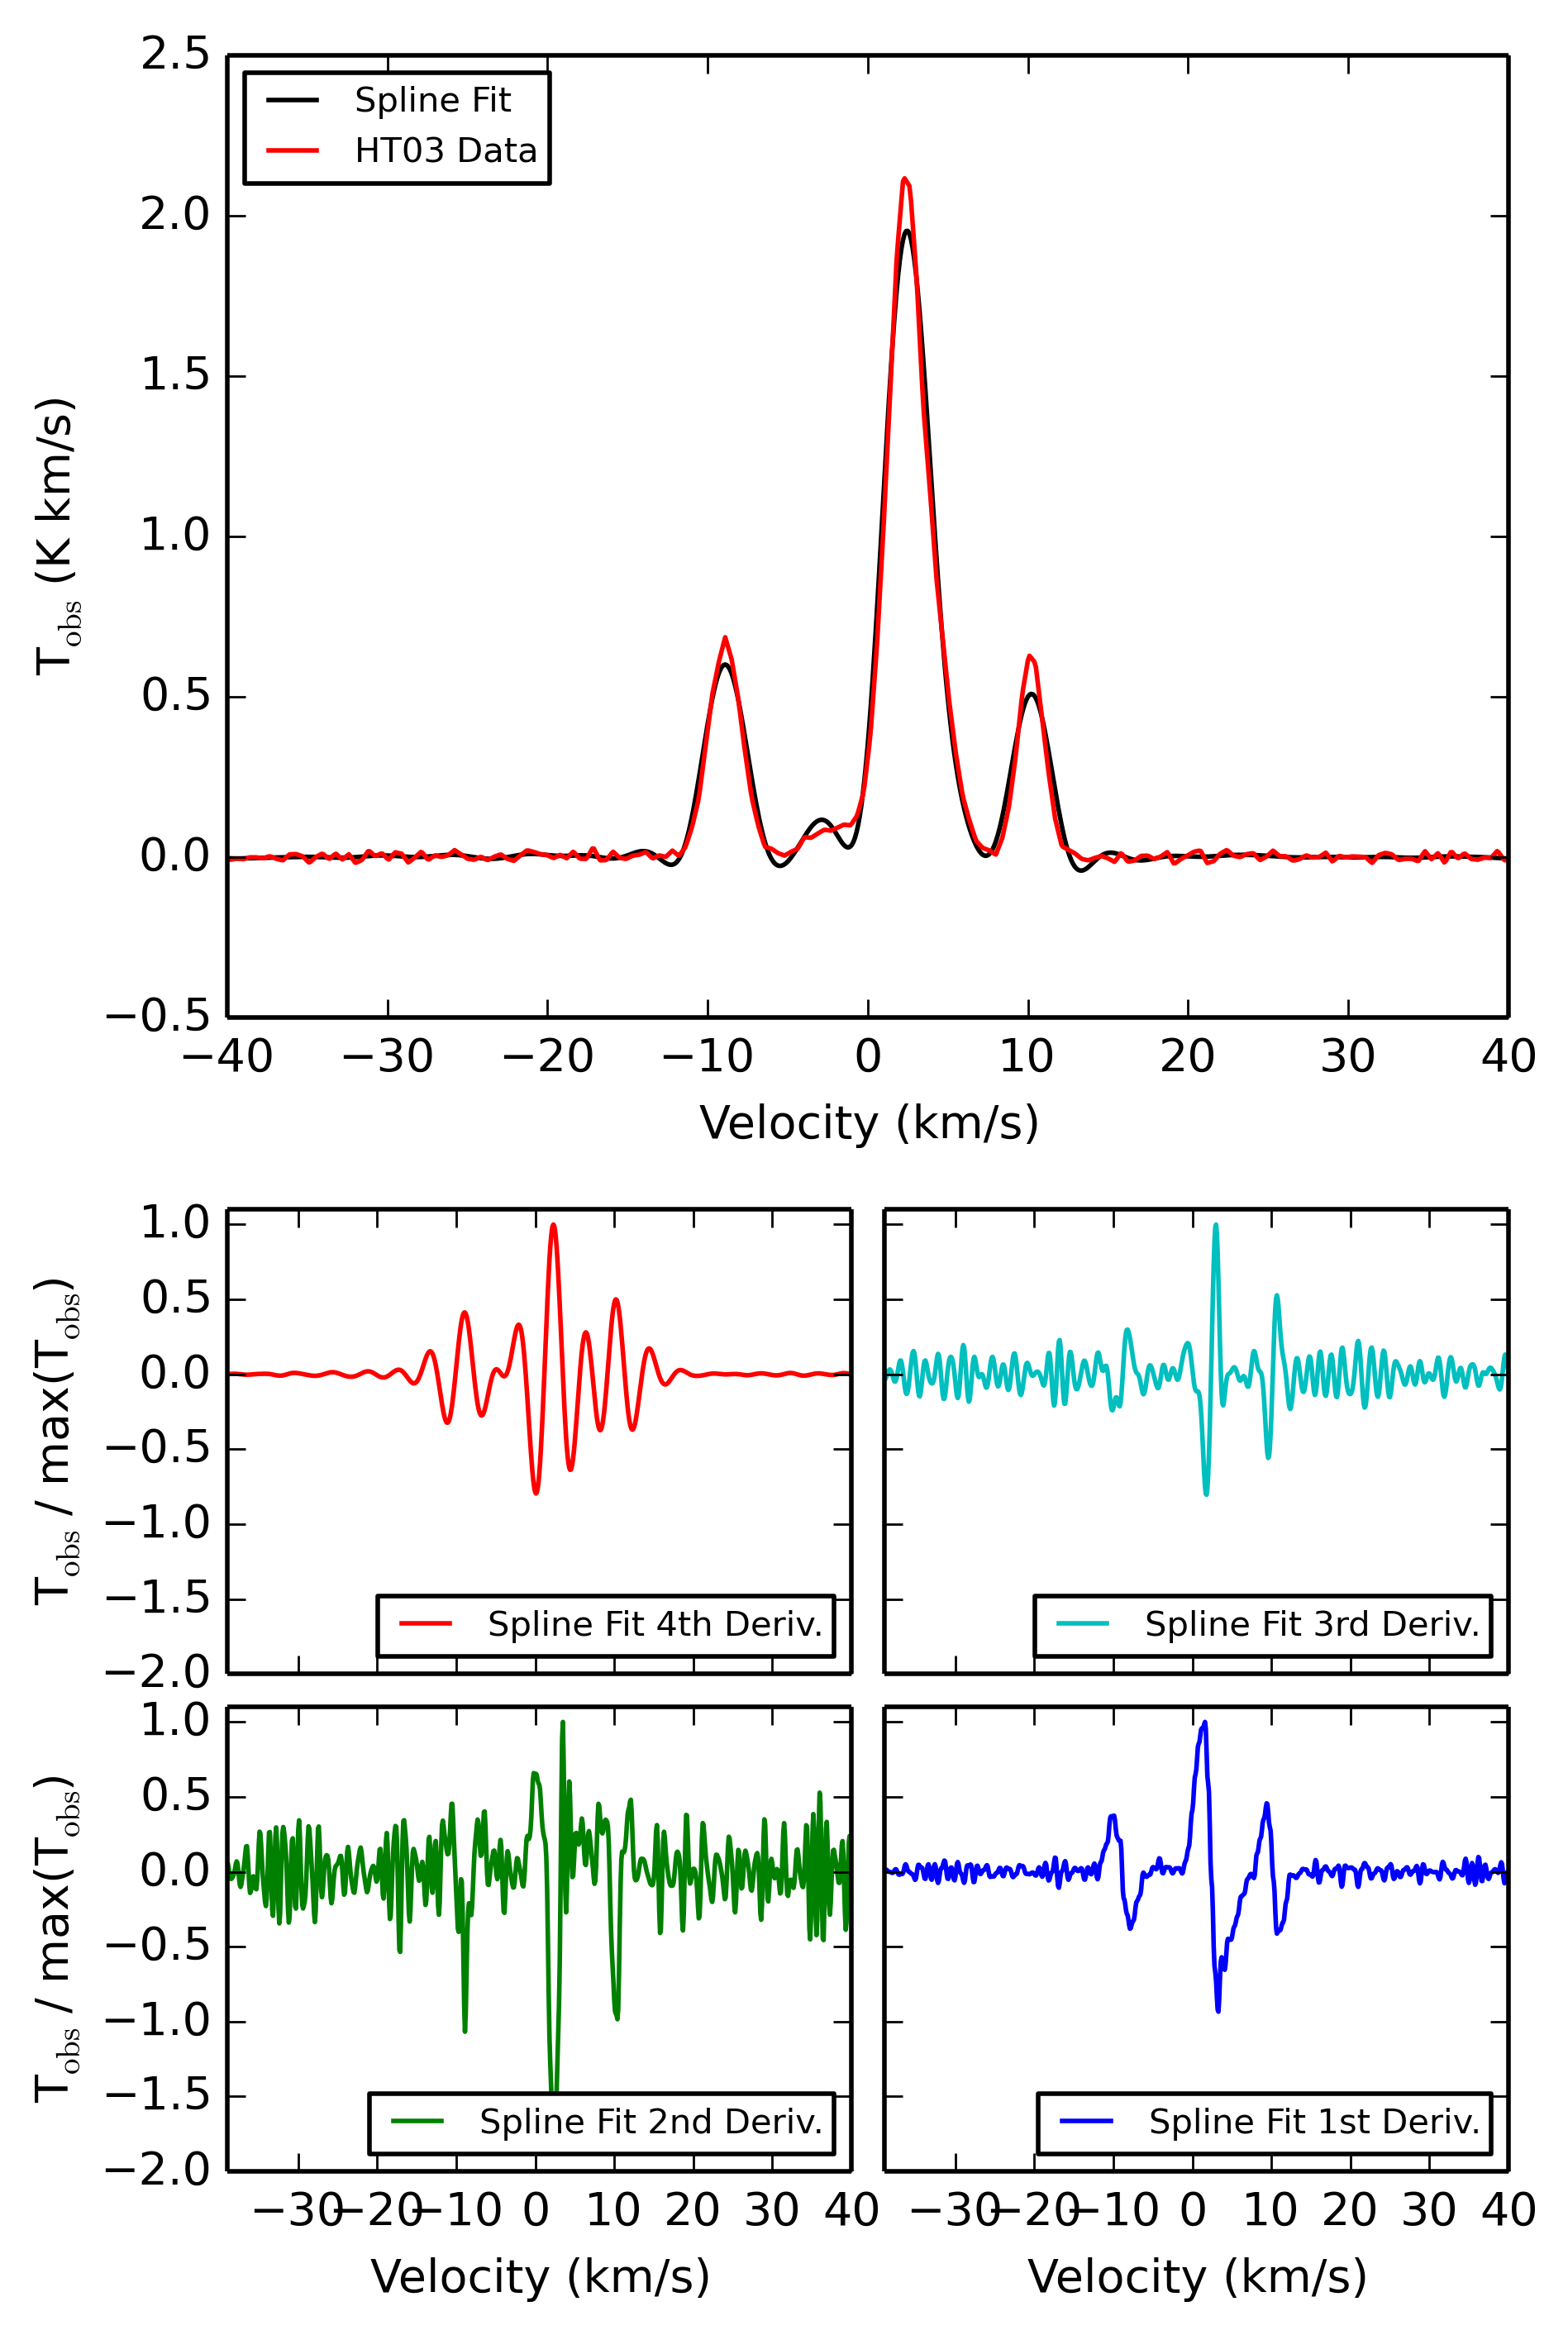 2.5
Spline Fit
HT03 Data
2.0
1.5
1.0
0.5
0.0
−0.5
T_obs (K km/s)
−40 −30 −20 −10 0 10 20 30 40
Velocity (km/s)
1.0
0.5
0.0
−0.5
−1.0
−1.5
−2.0
T_obs / max(T_obs)
Spline Fit 4th Deriv.
Spline Fit 3rd Deriv.
1.0
0.5
0.0
−0.5
−1.0
−1.5
−2.0
T_obs / max(T_obs)
Spline Fit 2nd Deriv.
Spline Fit 1st Deriv.
−30 −20 −10 0 10 20 30 40
−30 −20 −10 0 10 20 30 40
Velocity (km/s)
Velocity (km/s)